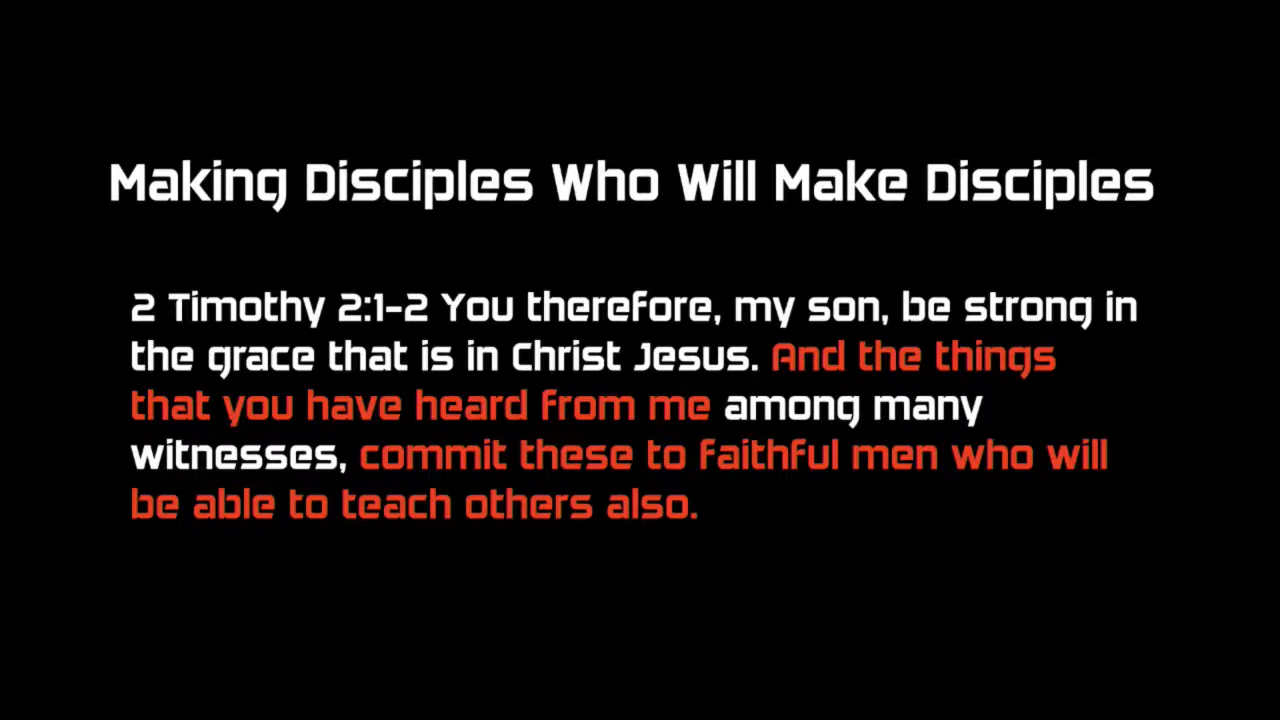 Making Disciples Who Will Make Disciples
2 Timothy 2:1-2 You therefore, my son, be strong in
the grace that is in Christ Jesus. And the things
that you have heard from me among many
witnesses, commit these to faithful men who will
be able to teach others also.